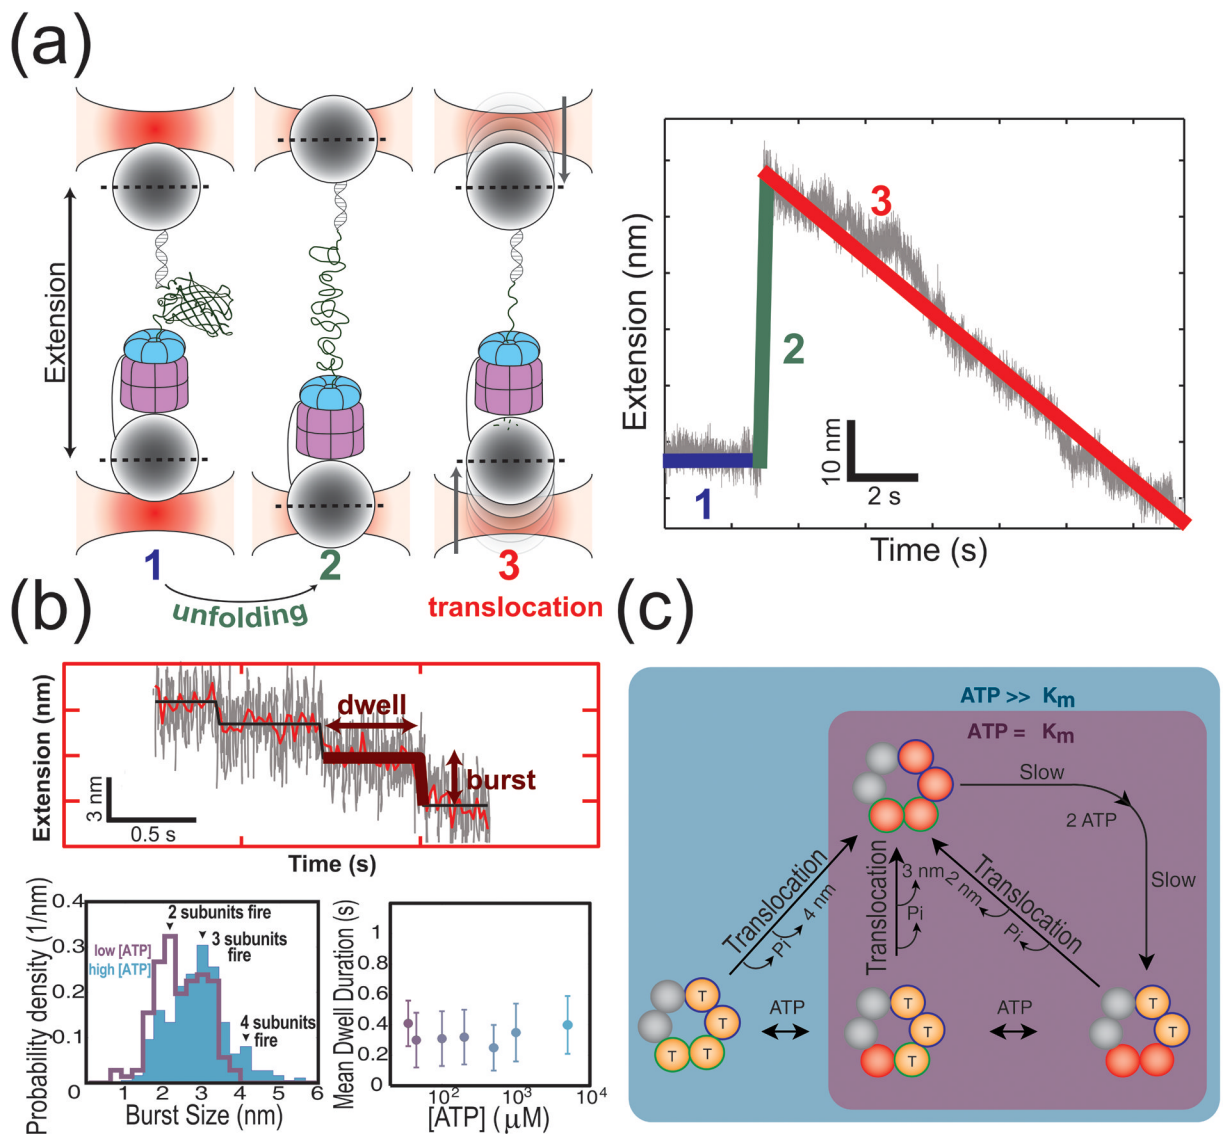 (a)
Extension
1
2
3
unfolding
translocation
Extension (nm)
1
2
3
10 nm
2 s
Time (s)
(b)
Extension (nm)
dwell
burst
3 nm
0.5 s
Time (s)
Probability density (1/nm)
0.4
0.3
0.2
0.1
0
low [ATP]
high [ATP]
2 subunits fire
3 subunits
fire
4 subunits
fire
1 2 3 4 5 6
Burst Size (nm)
Mean Dwell Duration (s)
1
0.8
0.6
0.4
0.2
0
10²
10³
10⁴
[ATP] (μM)
(c)
ATP >> Km
ATP = Km
Slow
2 ATP
Slow
Translocation
Pi
4 nm
Translocation
Pi
3 nm
Translocation
Pi
2 nm
T
T
T
T
ATP
T
T
T
ATP
T
T